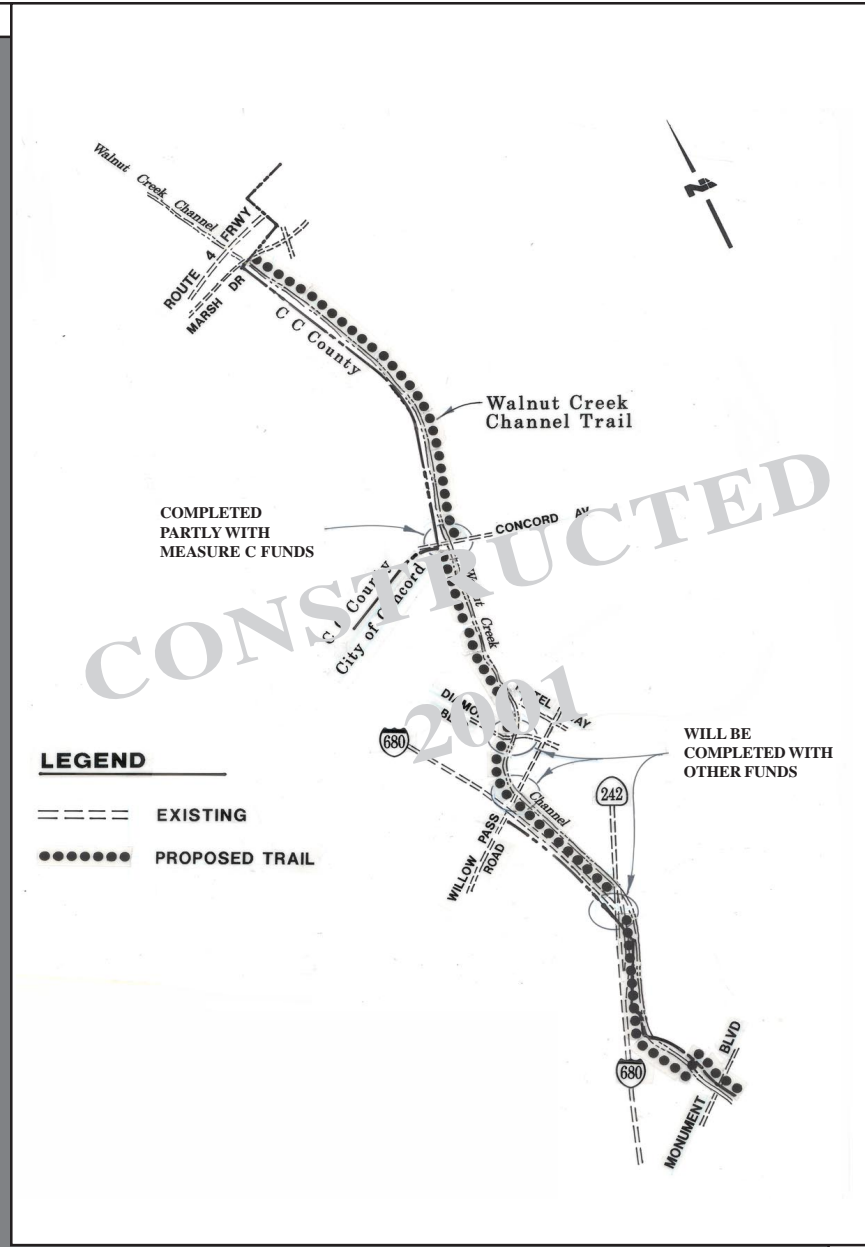 Walnut Creek Channel
ROUTE 4 FRWY
MARSH DR
C C County
Walnut Creek
Channel Trail
COMPLETED
PARTLY WITH
MEASURE C FUNDS
CONCORD AV
C C County
City of Concord
Creek
CONSTRUCTED
2001
680
WILL BE
COMPLETED WITH
OTHER FUNDS
LEGEND
EXISTING
PROPOSED TRAIL
242
Channel
WILLOW PASS
ROAD
680
MONUMENT BLVD
N